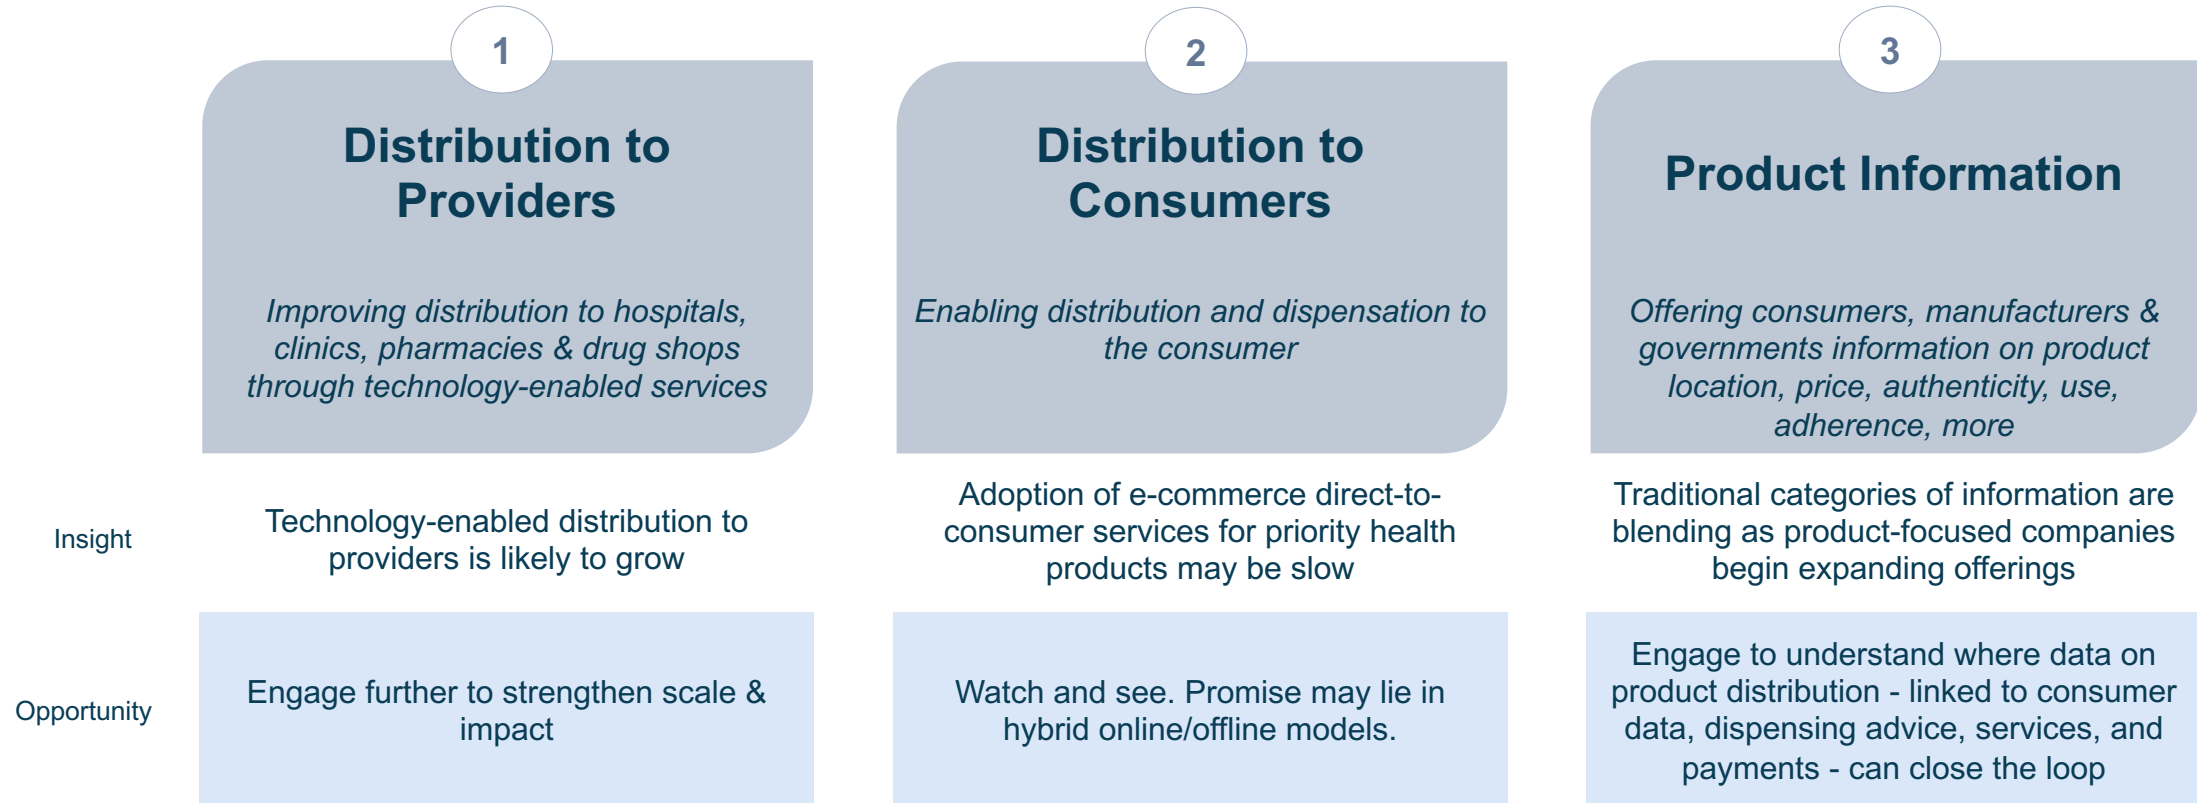 1
Distribution to
Providers
Improving distribution to hospitals,
clinics, pharmacies & drug shops
through technology-enabled services
2
Distribution to
Consumers
Enabling distribution and dispensation to
the consumer
3
Product Information
Offering consumers, manufacturers &
governments information on product
location, price, authenticity, use,
adherence, more
Insight
Technology-enabled distribution to
providers is likely to grow
Adoption of e-commerce direct-to-
consumer services for priority health
products may be slow
Traditional categories of information are
blending as product-focused companies
begin expanding offerings
Opportunity
Engage further to strengthen scale &
impact
Watch and see. Promise may lie in
hybrid online/offline models.
Engage to understand where data on
product distribution - linked to consumer
data, dispensing advice, services, and
payments - can close the loop